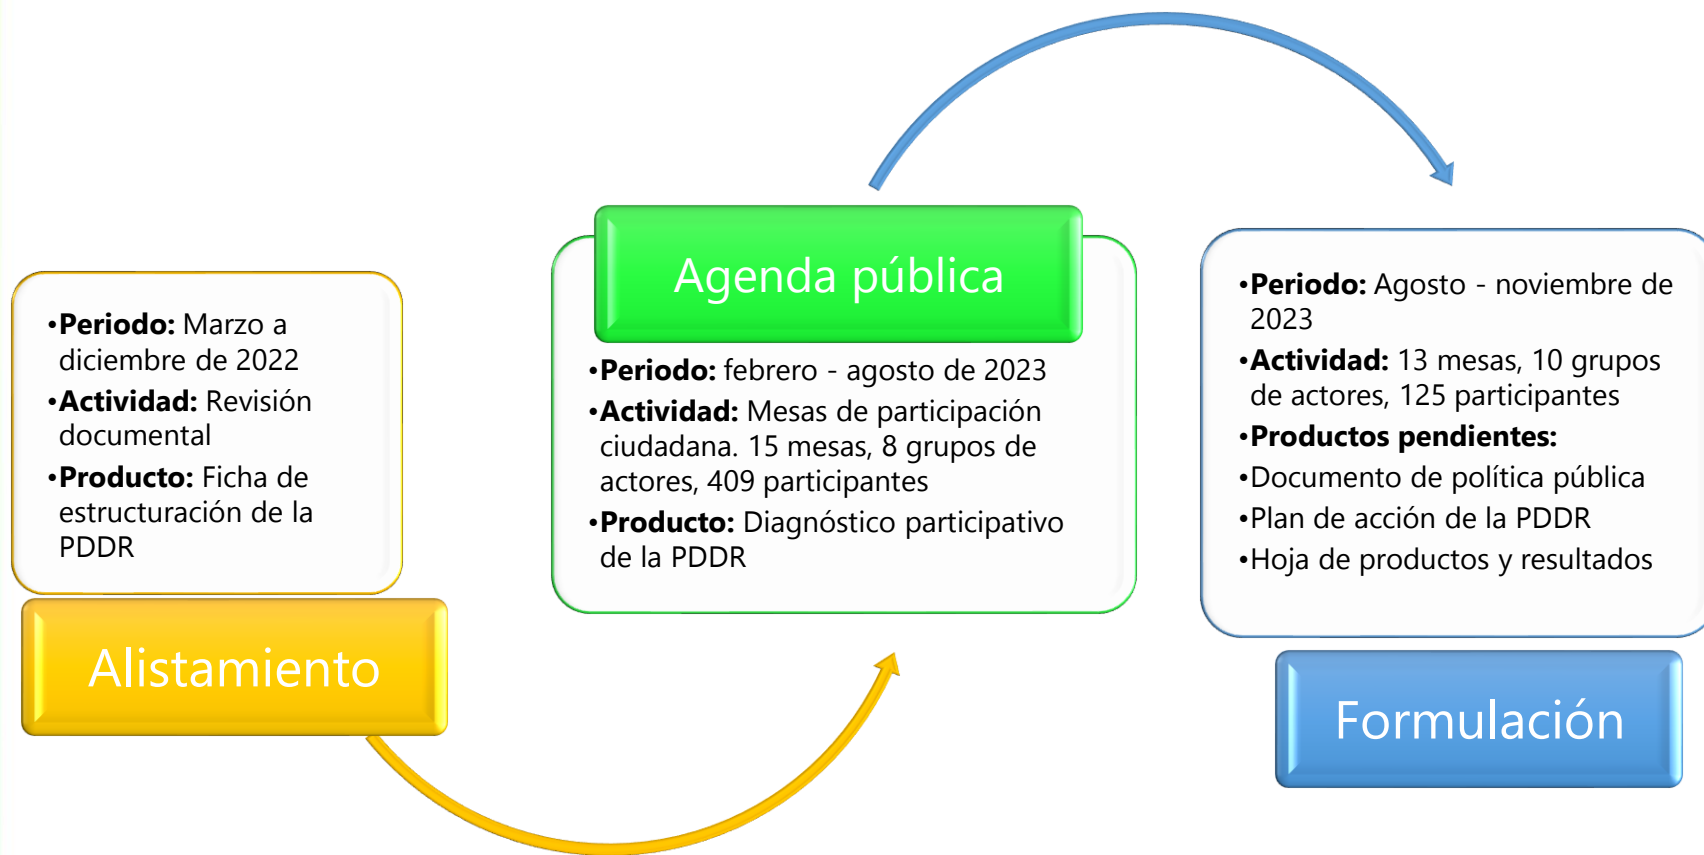 •Periodo: Marzo a
diciembre de 2022
•Actividad: Revisión
documental
•Producto: Ficha de
estructuración de la
PDDR
Alistamiento
Agenda pública
•Periodo: febrero - agosto de 2023
•Actividad: Mesas de participación
ciudadana. 15 mesas, 8 grupos de
actores, 409 participantes
•Producto: Diagnóstico participativo
de la PDDR
•Periodo: Agosto - noviembre de
2023
•Actividad: 13 mesas, 10 grupos
de actores, 125 participantes
•Productos pendientes:
•Documento de política pública
•Plan de acción de la PDDR
•Hoja de productos y resultados
Formulación